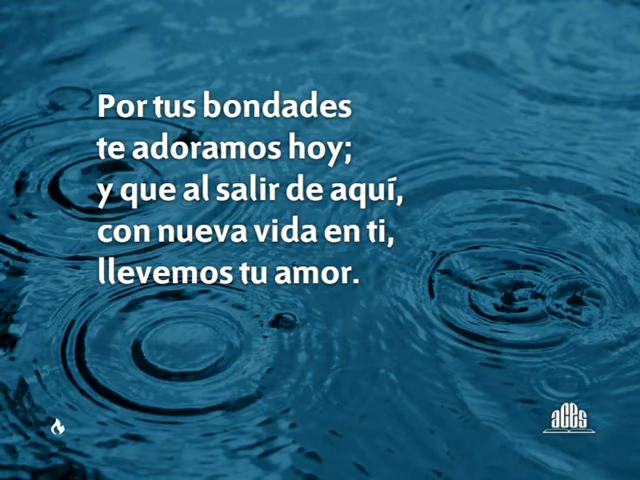 Por tus bondades
te adoramos hoy;
y que al salir de aquí,
con nueva vida en ti,
llevemos tu amor.
aces